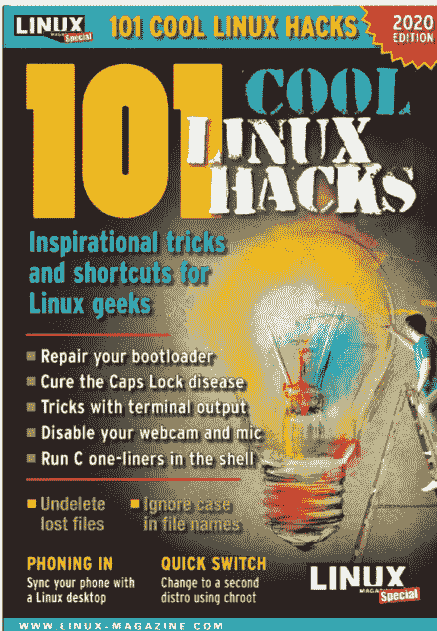 LINUX
MAGAZINE
Special
101 COOL LINUX HACKS
2020
EDITION
101 COOL
LINUX
HACKS
Inspirational tricks
and shortcuts for
Linux geeks
Repair your bootloader
Cure the Caps Lock disease
Tricks with terminal output
Disable your webcam and mic
Run C one-liners in the shell
Undelete
lost files
Ignore case
in file names
PHONING IN
Sync your phone with
a Linux desktop
QUICK SWITCH
Change to a second
distro using chroot
LINUX
MAGAZINE
Special
WWW.LINUX-MAGAZINE.COM